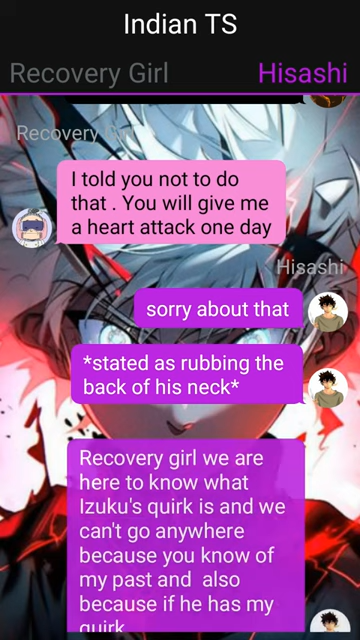 Indian TS
Recovery Girl Hisashi
Recovery Girl
I told you not to do
that . You will give me
a heart attack one day
Hisashi
sorry about that
*stated as rubbing the
back of his neck*
Recovery girl we are
here to know what
Izuku's quirk is and we
can't go anywhere
because you know of
my past and also
because if he has my
quirk